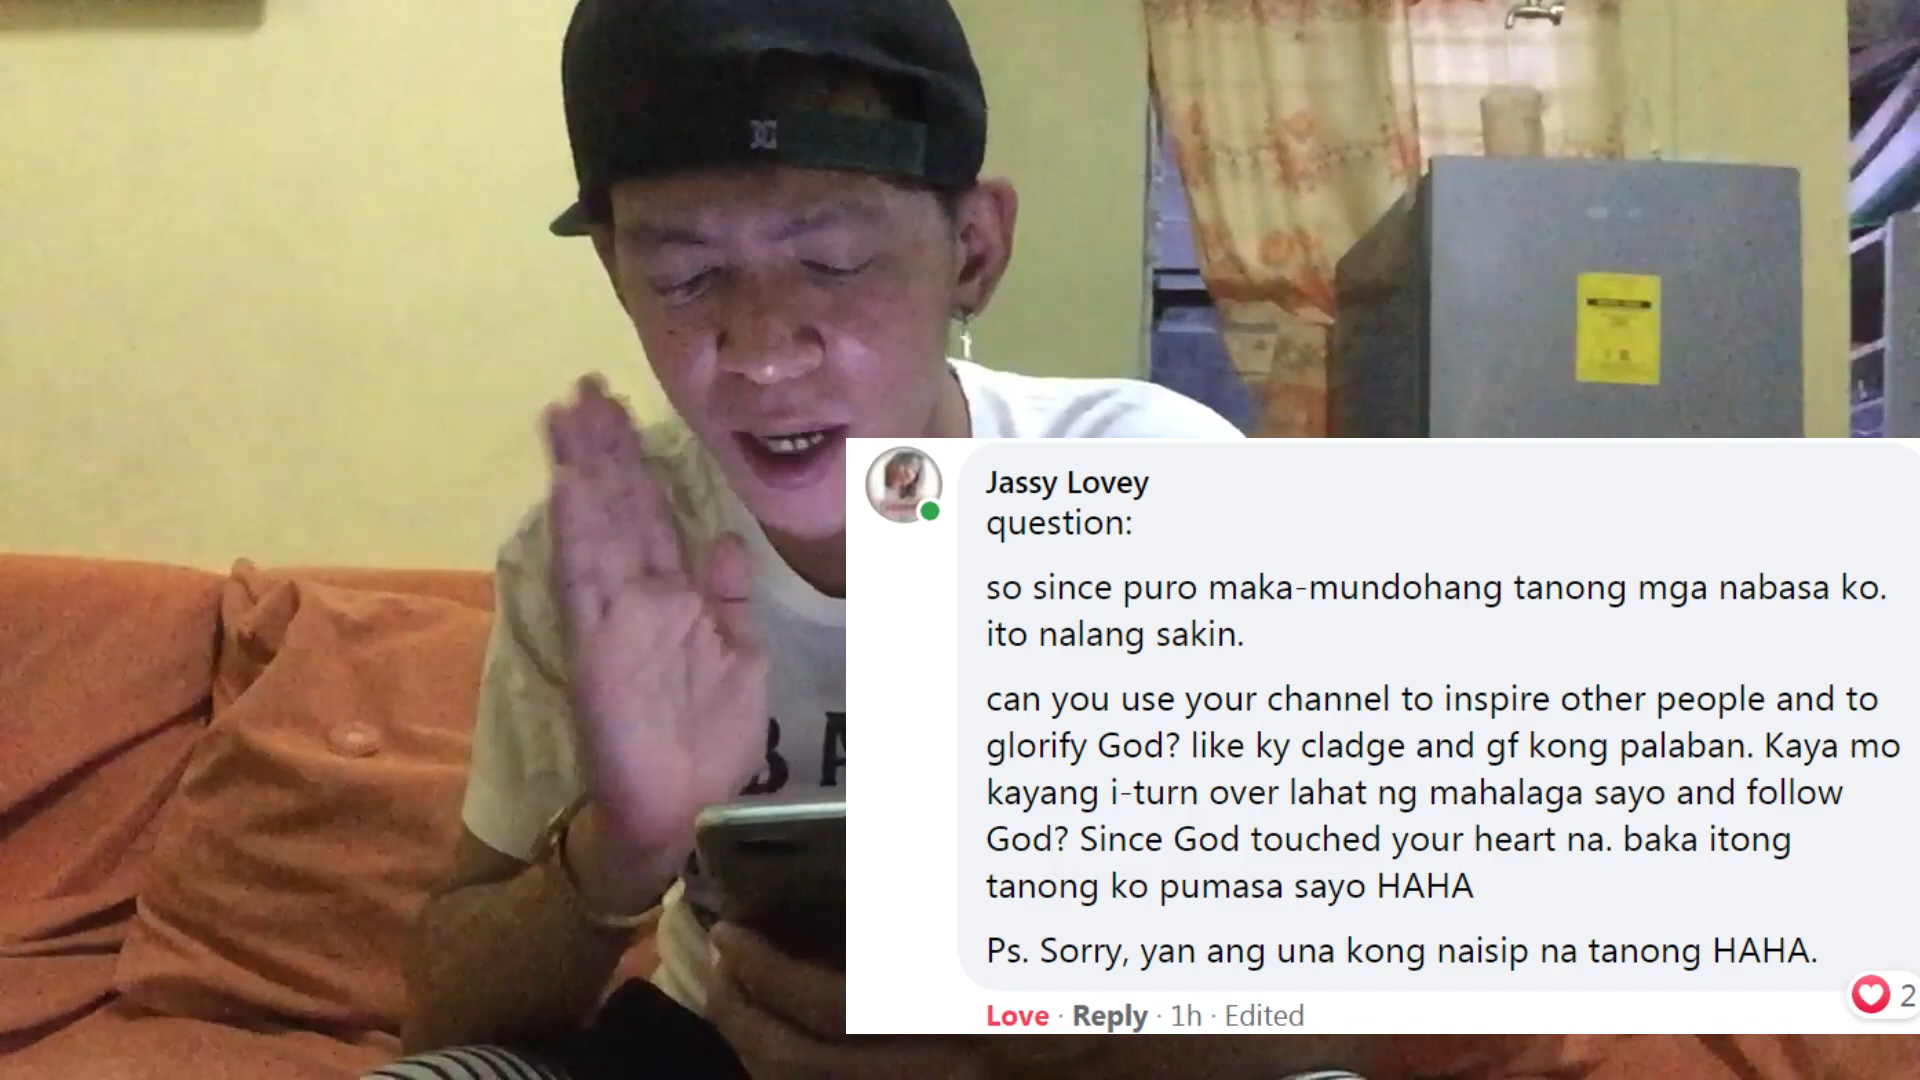 Jassy Lovey
question:
so since puro maka-mundohang tanong mga nabasa ko.
ito nalang sakin.
can you use your channel to inspire other people and to
glorify God? like ky cladge and gf kong palaban. Kaya mo
kayang i-turn over lahat ng mahalaga sayo and follow
God? Since God touched your heart na. baka itong
tanong ko pumasa sayo HAHA
Ps. Sorry, yan ang una kong naisip na tanong HAHA.
2
Love · Reply · 1h · Edited